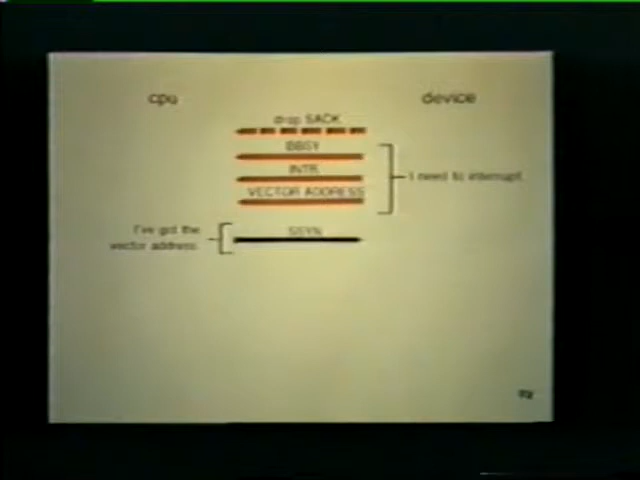 cpu
device
drop SACK
BBSY
INTR
I need to interrupt.
VECTOR ADDRESS
I've got the
vector address.
SSYN